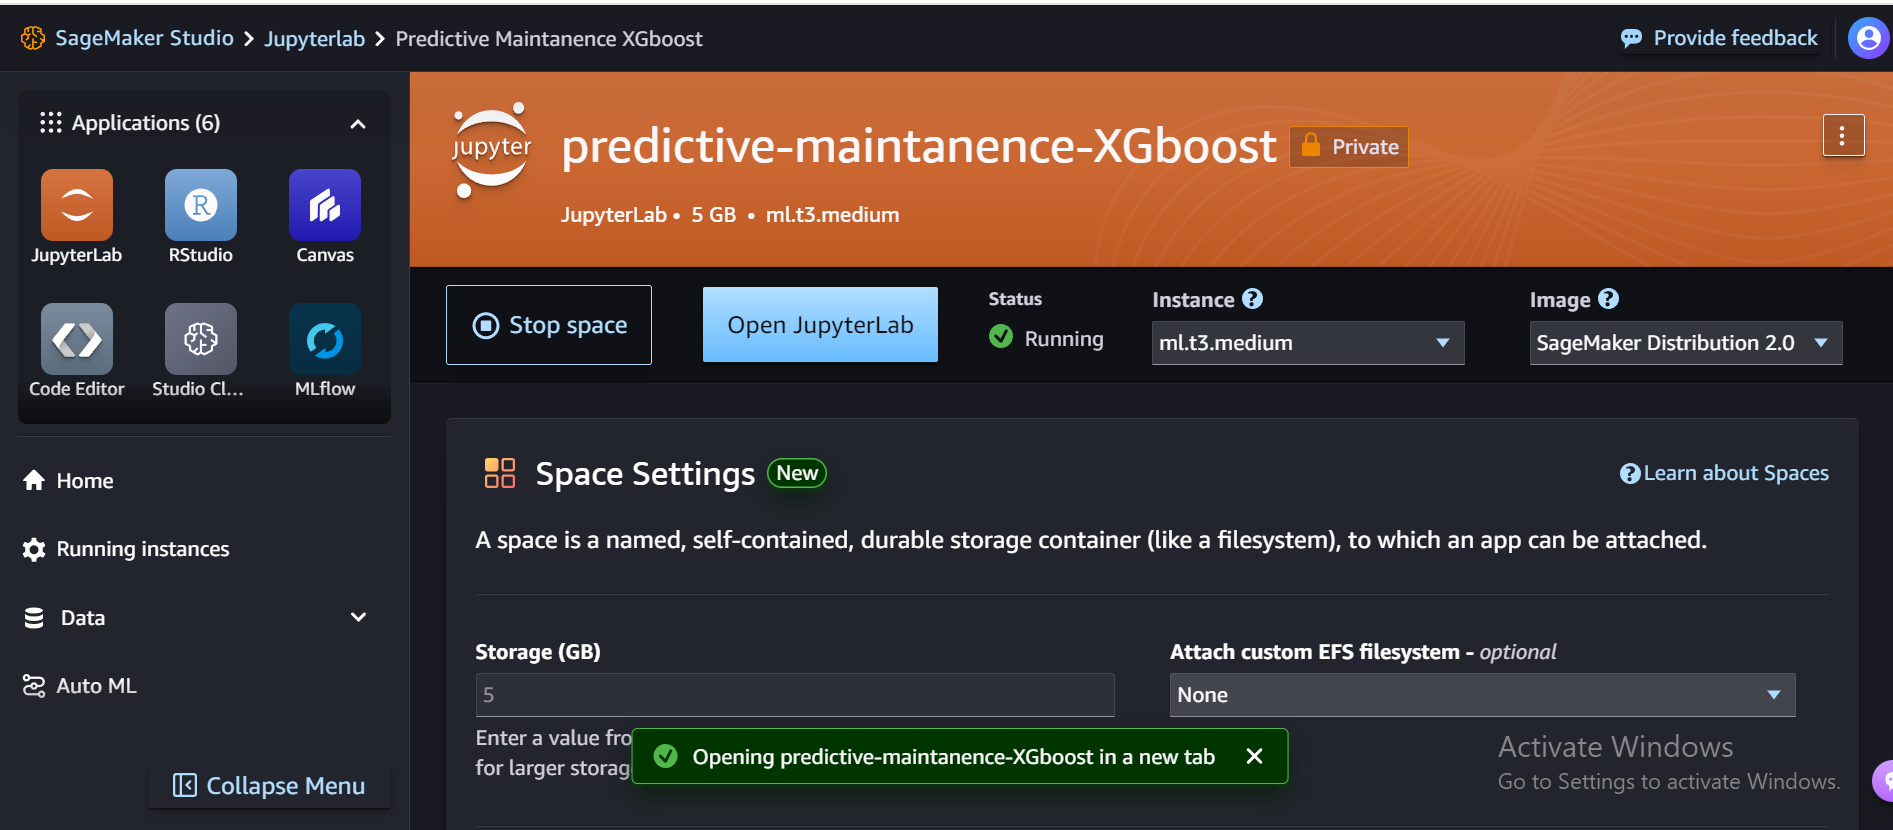 SageMaker Studio > Jupyterlab > Predictive Maintanence XGboost
Provide feedback
Applications (6)
JupyterLab
RStudio
Canvas
Code Editor
Studio Cl...
MLflow
Home
Running instances
Data
Auto ML
Collapse Menu
jupyter
predictive-maintanence-XGboost
Private
JupyterLab • 5 GB • ml.t3.medium
Stop space
Open JupyterLab
Status
Running
Instance
ml.t3.medium
Image
SageMaker Distribution 2.0
Space Settings
New
Learn about Spaces
A space is a named, self-contained, durable storage container (like a filesystem), to which an app can be attached.
Storage (GB)
5
Enter a value fro
for larger storag
Attach custom EFS filesystem - optional
None
Opening predictive-maintanence-XGboost in a new tab
Activate Windows
Go to Settings to activate Windows.